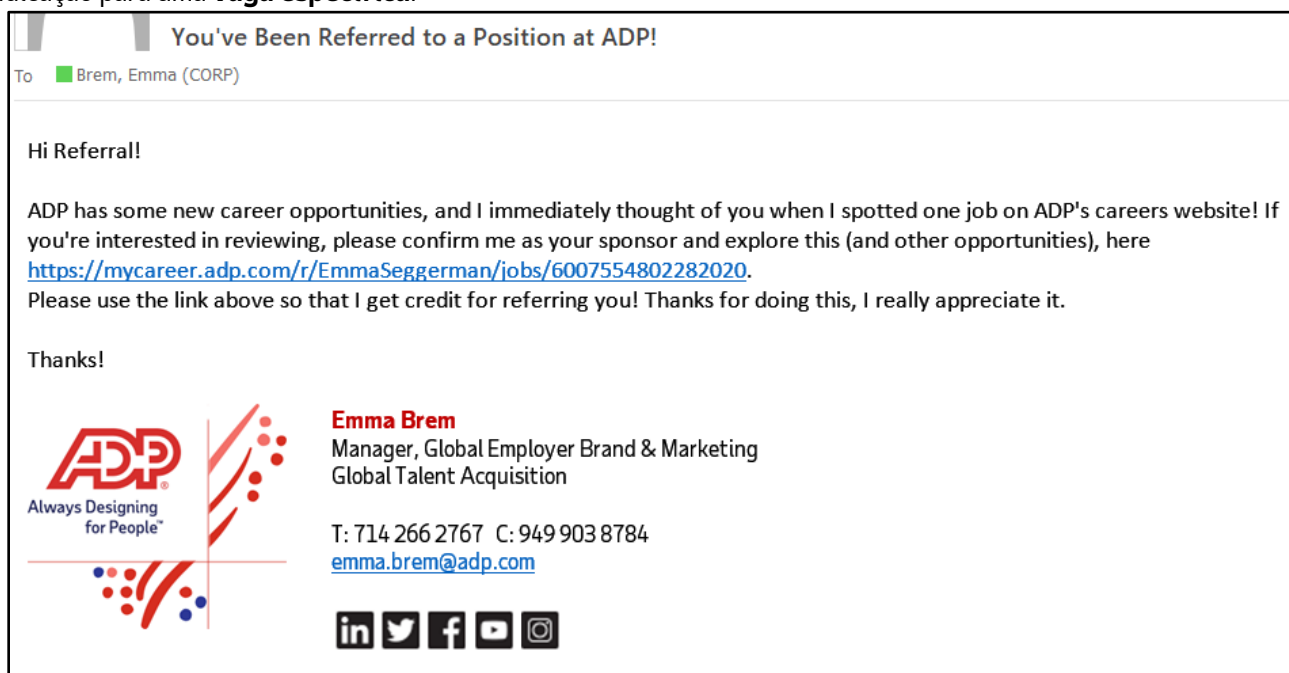 para uma vaga específica.
You've Been Referred to a Position at ADP!
To Brem, Emma (CORP)
Hi Referral!
ADP has some new career opportunities, and I immediately thought of you when I spotted one job on ADP's careers website! If
you're interested in reviewing, please confirm me as your sponsor and explore this (and other opportunities), here
https://mycareer.adp.com/r/EmmaSeggerman/jobs/6007554802282020.
Please use the link above so that I get credit for referring you! Thanks for doing this, I really appreciate it.
Thanks!
ADP®
Always Designing
for People™
Emma Brem
Manager, Global Employer Brand & Marketing
Global Talent Acquisition
T: 714 266 2767 C: 949 903 8784
emma.brem@adp.com
in